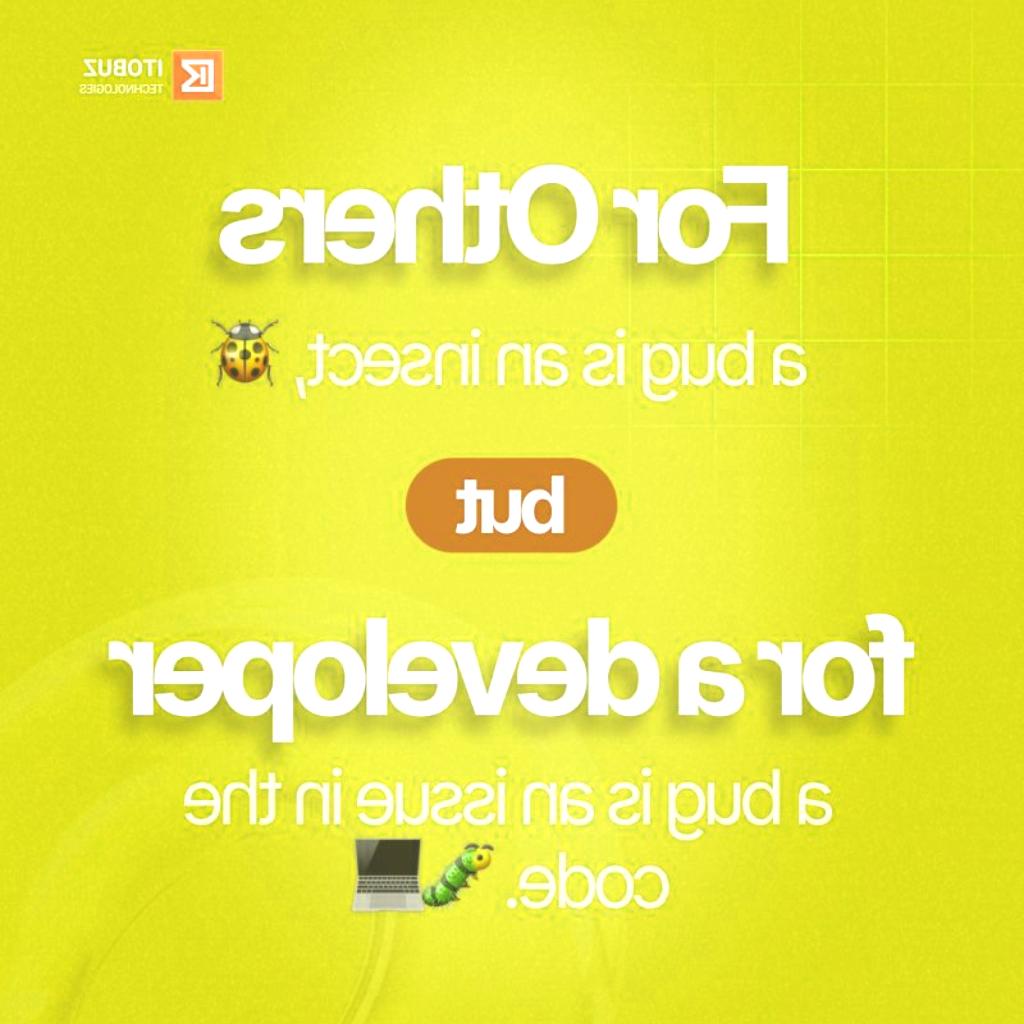 ITOBUZ
TECHNOLOGIES
For Others
a bug is an insect, 🐞
but
for a developer
a bug is an issue in the
code. 🐛💻